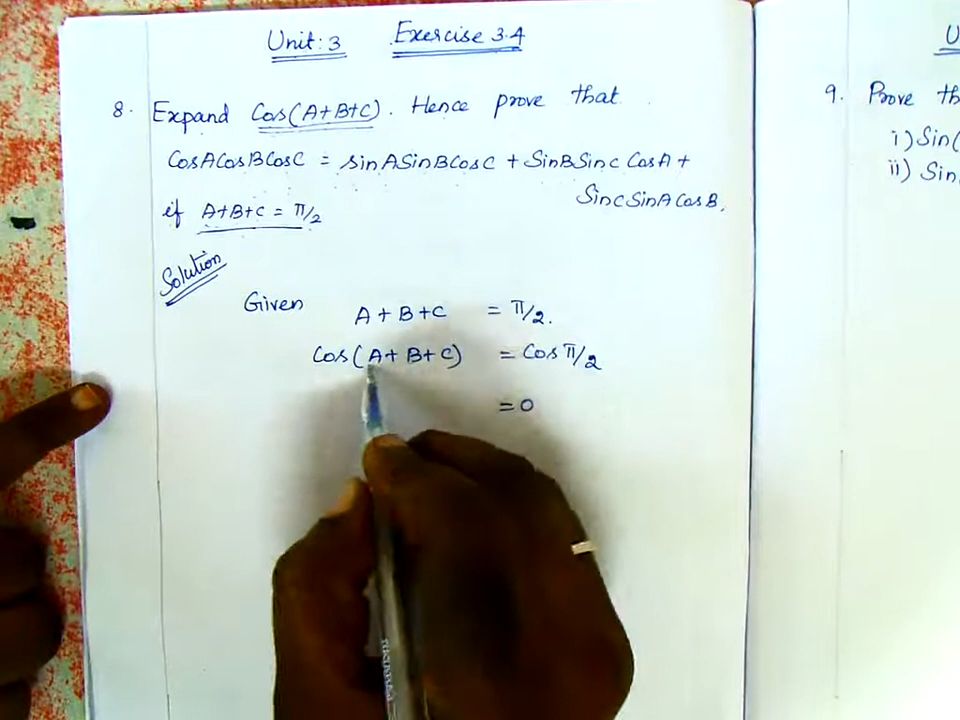 Unit: 3 Exercise 3.4
8. Expand Cos(A+B+C). Hence prove that
CosACosBCosC = sinASinBCosC + SinBSinc CosA +
SincSinACosB.
if A+B+C = π/2
Solution
Given A + B + C = π/2.
Cos(A + B + C) = Cos π/2
= 0
U
9. Prove th
i) Sin(
ii) Sin